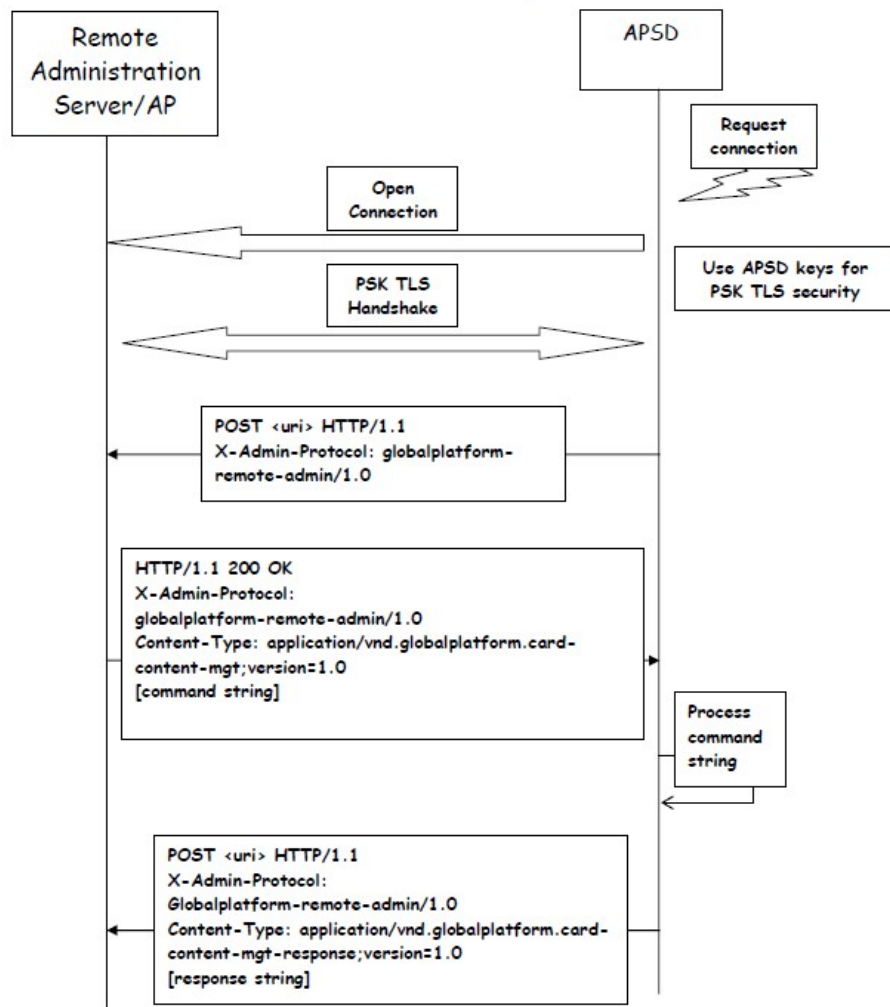 Remote
Administration
Server/AP
APSD
Request
connection
Open
Connection
Use APSD keys for
PSK TLS security
PSK TLS
Handshake
POST <uri> HTTP/1.1
X-Admin-Protocol: globalplatform-
remote-admin/1.0
HTTP/1.1 200 OK
X-Admin-Protocol:
globalplatform-remote-admin/1.0
Content-Type: application/vnd.globalplatform.card-
content-mgt;version=1.0
[command string]
Process
command
string
POST <uri> HTTP/1.1
X-Admin-Protocol:
Globalplatform-remote-admin/1.0
Content-Type: application/vnd.globalplatform.card-
content-mgt-response;version=1.0
[response string]